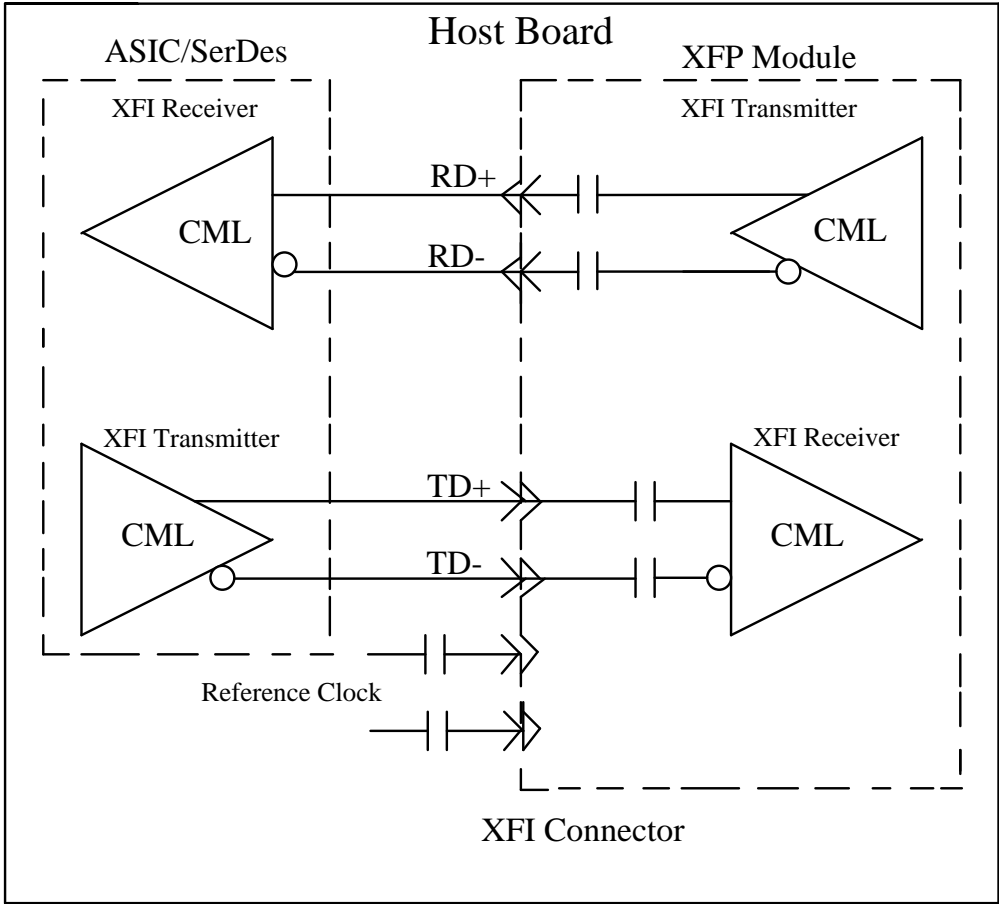 Host Board
ASIC/SerDes
XFP Module
XFI Receiver
XFI Transmitter
RD+
CML
CML
RD-
XFI Transmitter
XFI Receiver
TD+
CML
CML
TD-
Reference Clock
XFI Connector